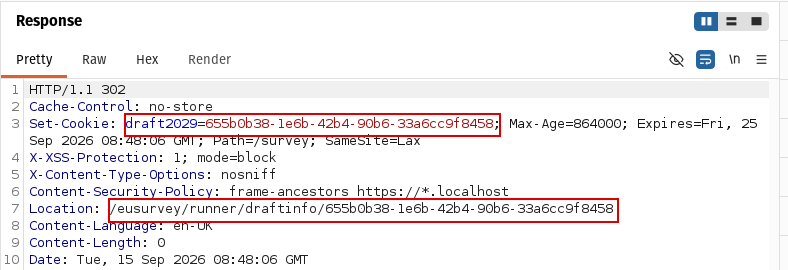 Response
Pretty Raw Hex Render \n
1 HTTP/1.1 302
2 Cache-Control: no-store
3 Set-Cookie: draft2029=655b0b38-1e6b-42b4-90b6-33a6cc9f8458; Max-Age=864000; Expires=Fri, 25
Sep 2026 08:48:06 GMT; Path=/survey; SameSite=Lax
4 X-XSS-Protection: 1; mode=block
5 X-Content-Type-Options: nosniff
6 Content-Security-Policy: frame-ancestors https://*.localhost
7 Location: /eusurvey/runner/draftinfo/655b0b38-1e6b-42b4-90b6-33a6cc9f8458
8 Content-Language: en-UK
9 Content-Length: 0
10 Date: Tue, 15 Sep 2026 08:48:06 GMT